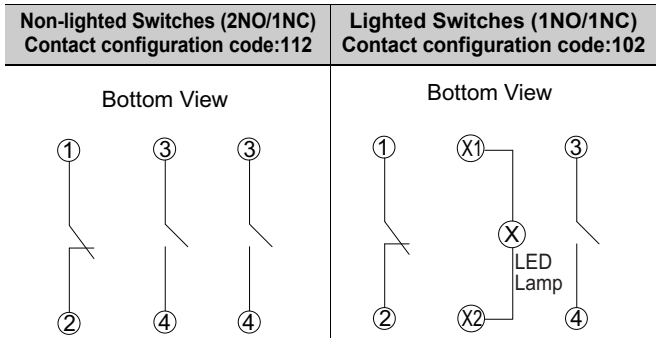 Non-lighted Switches (2NO/1NC)
Contact configuration code:112
Lighted Switches (1NO/1NC)
Contact configuration code:102
Bottom View
1 3 3
2 4 4
Bottom View
1 X1 3
X
LED
Lamp
2 X2 4